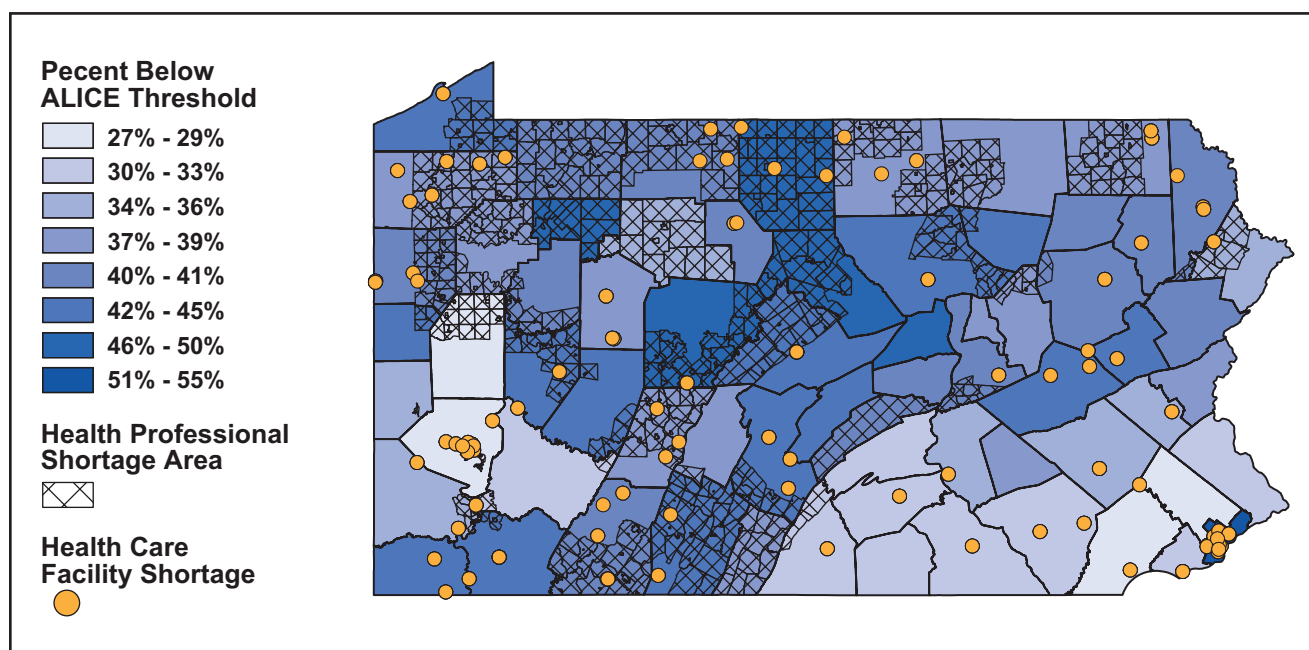 Pecent Below
ALICE Threshold
27% - 29%
30% - 33%
34% - 36%
37% - 39%
40% - 41%
42% - 45%
46% - 50%
51% - 55%
Health Professional
Shortage Area
Health Care
Facility Shortage